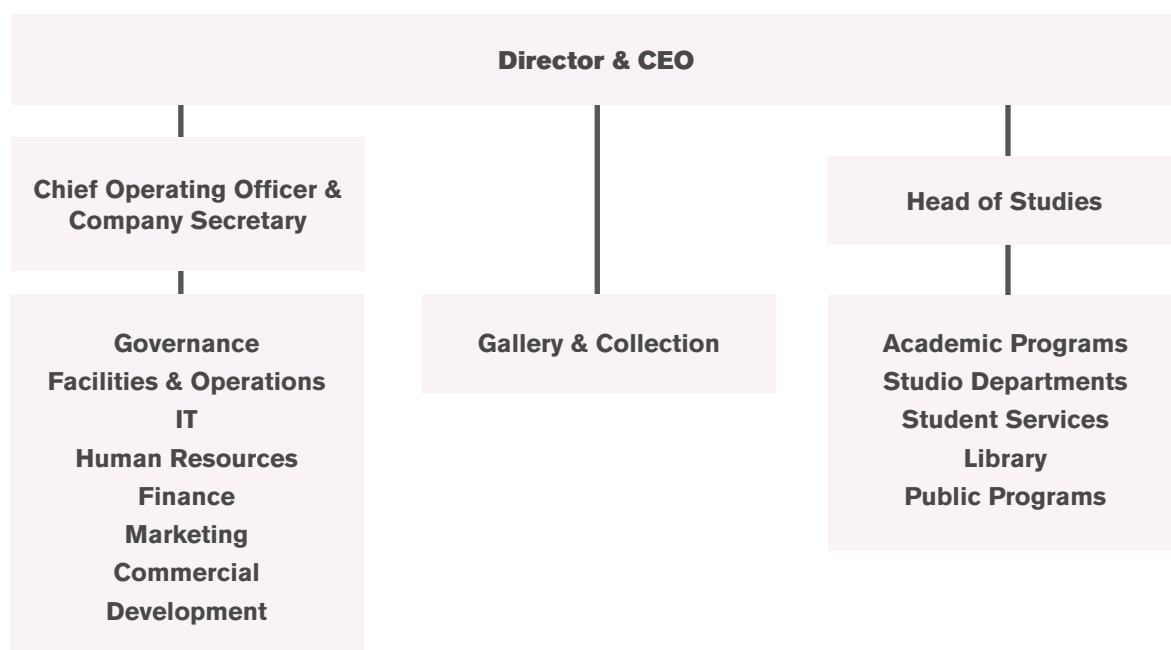 Director & CEO
Chief Operating Officer &
Company Secretary
Head of Studies
Governance
Facilities & Operations
IT
Human Resources
Finance
Marketing
Commercial
Development
Gallery & Collection
Academic Programs
Studio Departments
Student Services
Library
Public Programs